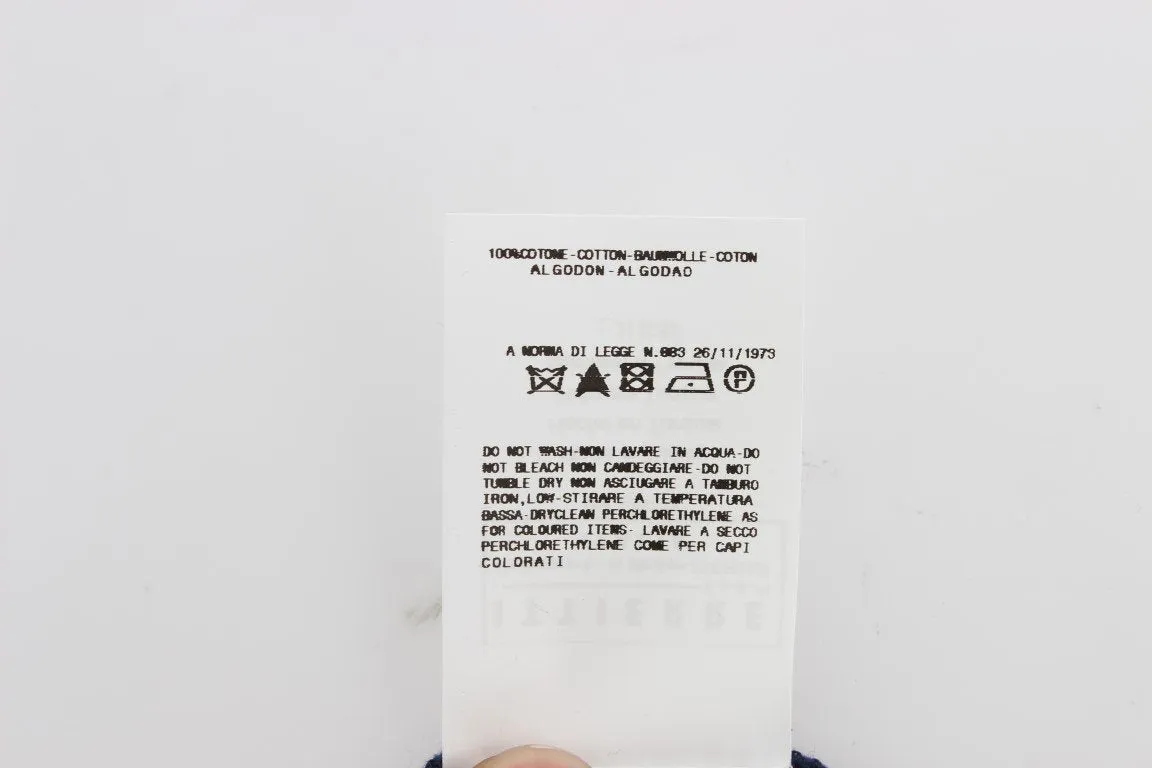 100%COTONE-COTTON-BAUMWOLLE-COTON
ALGODON-ALGODAO
A NORMA DI LEGGE N.883 26/11/1973
P
DO NOT WASH-NON LAVARE IN ACQUA-DO
NOT BLEACH NON CANDEGGIARE-DO NOT
TUMBLE DRY NON ASCIUGARE A TAMBURO
IRON,LOW-STIRARE A TEMPERATURA
BASSA-DRYCLEAN PERCHLORETHYLENE AS
FOR COLOURED ITEMS- LAVARE A SECCO
PERCHLORETHYLENE COME PER CAPI
COLORATI
ITTIERRE